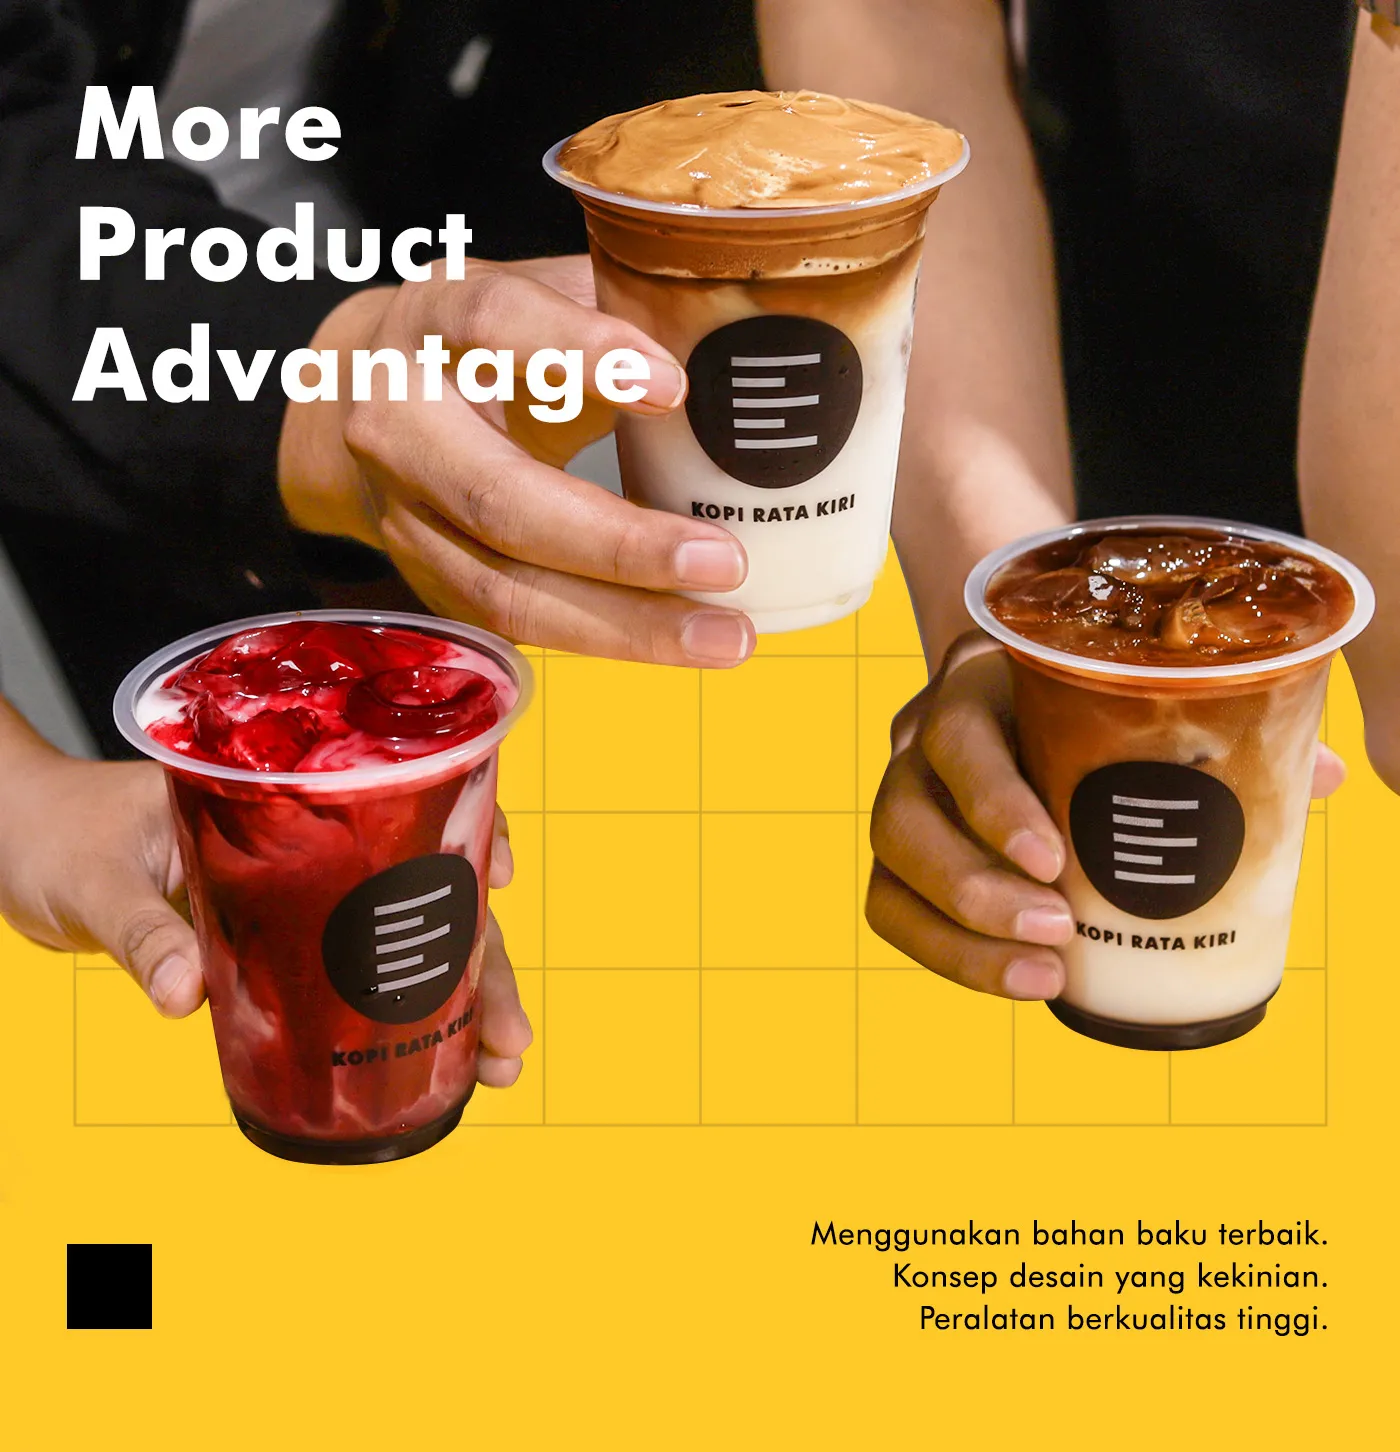 More
Product
Advantage
KOPI RATA KIRI
KOPI RATA KIRI
KOPI RATA KIRI
Menggunakan bahan baku terbaik.
Konsep desain yang kekinian.
Peralatan berkualitas tinggi.